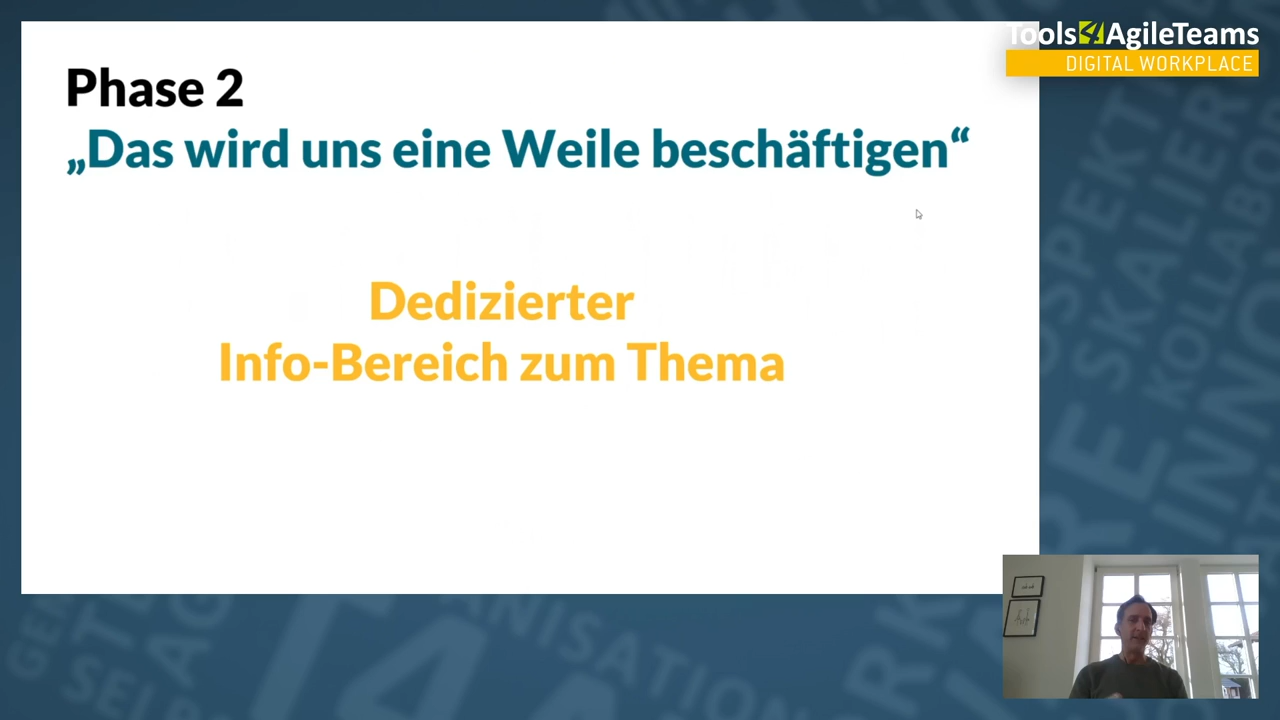 Phase 2
„Das wird uns eine Weile beschäftigen“
Dedizierter
Info-Bereich zum Thema
Tools4AgileTeams
DIGITAL WORKPLACE